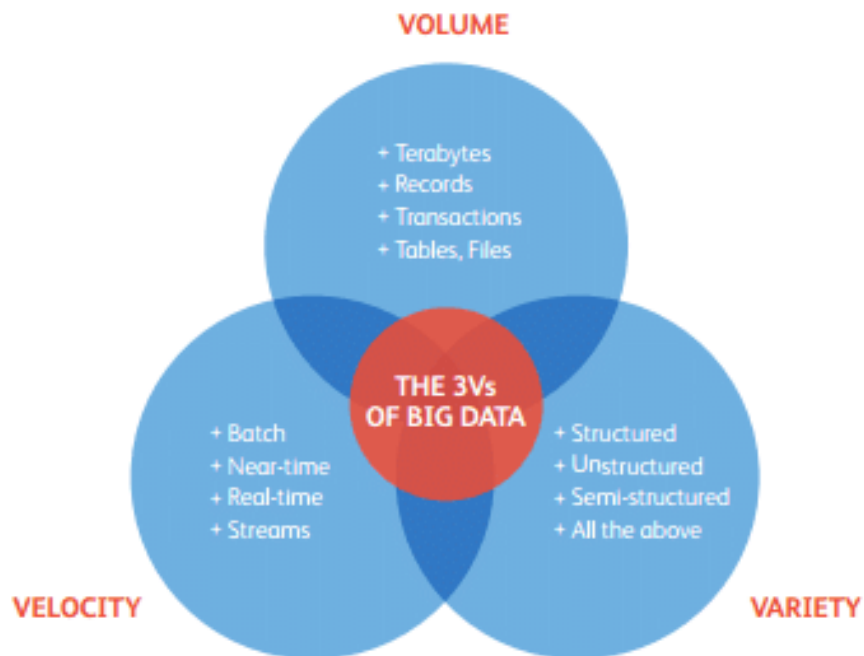 VOLUME
+ Terabytes
+ Records
+ Transactions
+ Tables, Files
THE 3Vs
OF BIG DATA
+ Batch
+ Near-time
+ Real-time
+ Streams
+ Structured
+ Unstructured
+ Semi-structured
+ All the above
VELOCITY
VARIETY